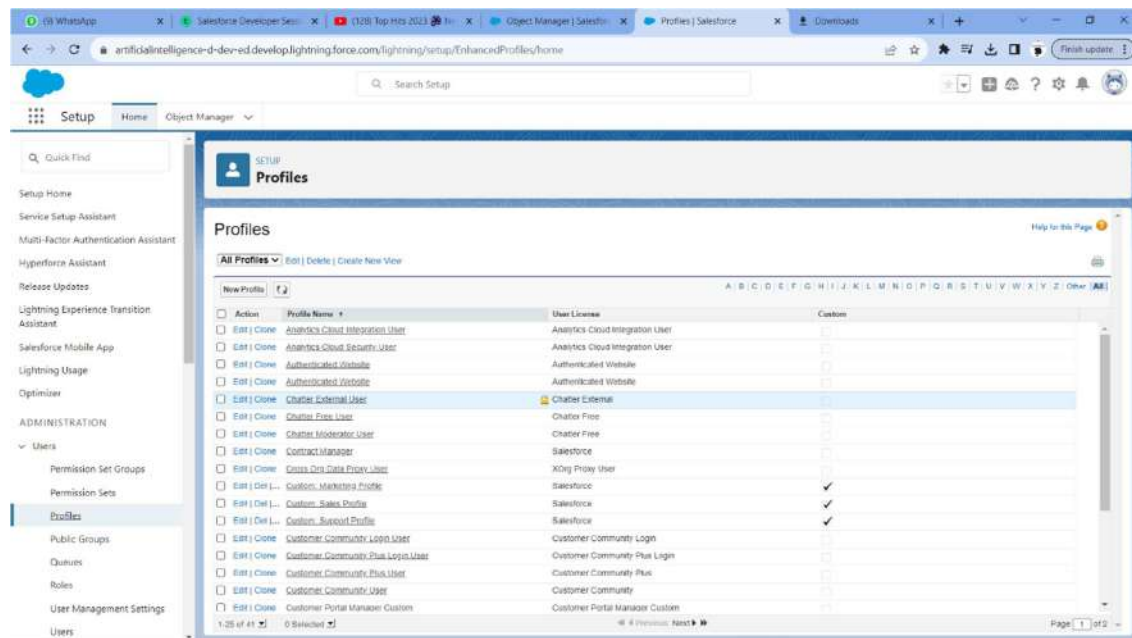 (9) WhatsApp
Salesforce Developer Sess
(128) Top Hits 2023
Object Manager | Salesfor
Profiles | Salesforce
Downloads
artificialintelligence-d-dev-ed.develop.lightning.force.com/lightning/setup/EnhancedProfiles/home
Finish update
Search Setup
Setup
Home
Object Manager
Quick Find
Setup Home
Service Setup Assistant
Multi-Factor Authentication Assistant
Hyperforce Assistant
Release Updates
Lightning Experience Transition
Assistant
Salesforce Mobile App
Lightning Usage
Optimizer
ADMINISTRATION
Users
Permission Set Groups
Permission Sets
Profiles
Public Groups
Queues
Roles
User Management Settings
Users
SETUP
Profiles
Profiles
Help for this Page
All Profiles Edit | Delete | Create New View
New Profile
A | B | C | D | E | F | G | H | I | J | K | L | M | N | O | P | Q | R | S | T | U | V | W | X | Y | Z | Other | All
Action Profile Name User License Custom
Edit | Clone Analytics Cloud Integration User Analytics Cloud Integration User
Edit | Clone Analytics Cloud Security User Analytics Cloud Integration User
Edit | Clone Authenticated Website Authenticated Website
Edit | Clone Authenticated Website Authenticated Website
Edit | Clone Chatter External User Chatter External
Edit | Clone Chatter Free User Chatter Free
Edit | Clone Chatter Moderator User Chatter Free
Edit | Clone Contract Manager Salesforce
Edit | Clone Cross Org Data Proxy User XOrg Proxy User
Edit | Del |... Custom: Marketing Profile Salesforce ✓
Edit | Del |... Custom: Sales Profile Salesforce ✓
Edit | Del |... Custom: Support Profile Salesforce ✓
Edit | Clone Customer Community Login User Customer Community Login
Edit | Clone Customer Community Plus Login User Customer Community Plus Login
Edit | Clone Customer Community Plus User Customer Community Plus
Edit | Clone Customer Community User Customer Community
Edit | Clone Customer Portal Manager Custom Customer Portal Manager Custom
1-25 of 41 0 Selected Previous Next Page 1 of 2